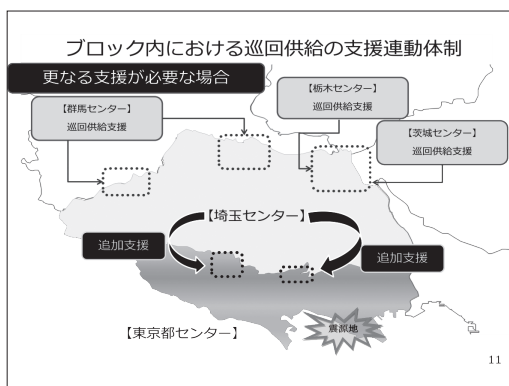 ブロック内における巡回供給の支援連動体制
更なる支援が必要な場合
【群馬センター】
巡回供給支援
【栃木センター】
巡回供給支援
【茨城センター】
巡回供給支援
【埼玉センター】
追加支援
追加支援
【東京都センター】
震源地
11